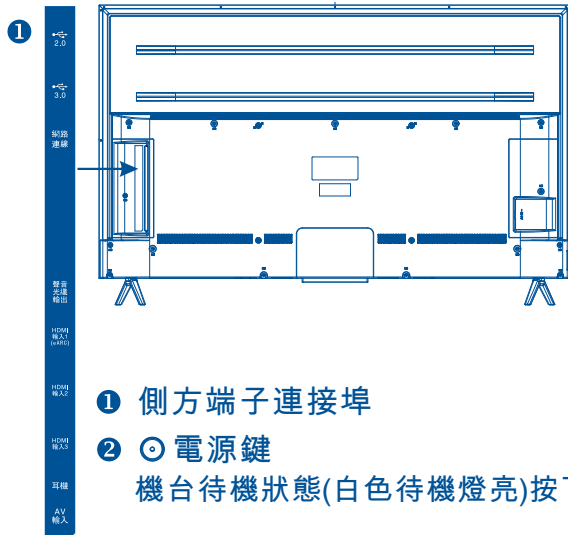 ❶
2.0
3.0
網路
連線
聲音
光纖
輸出
HDMI
輸入1
(eARC)
HDMI
輸入2
HDMI
輸入3
耳機
AV
輸入
❶ 側方端子連接埠
❷ ⊙電源鍵
機台待機狀態(白色待機燈亮)按下